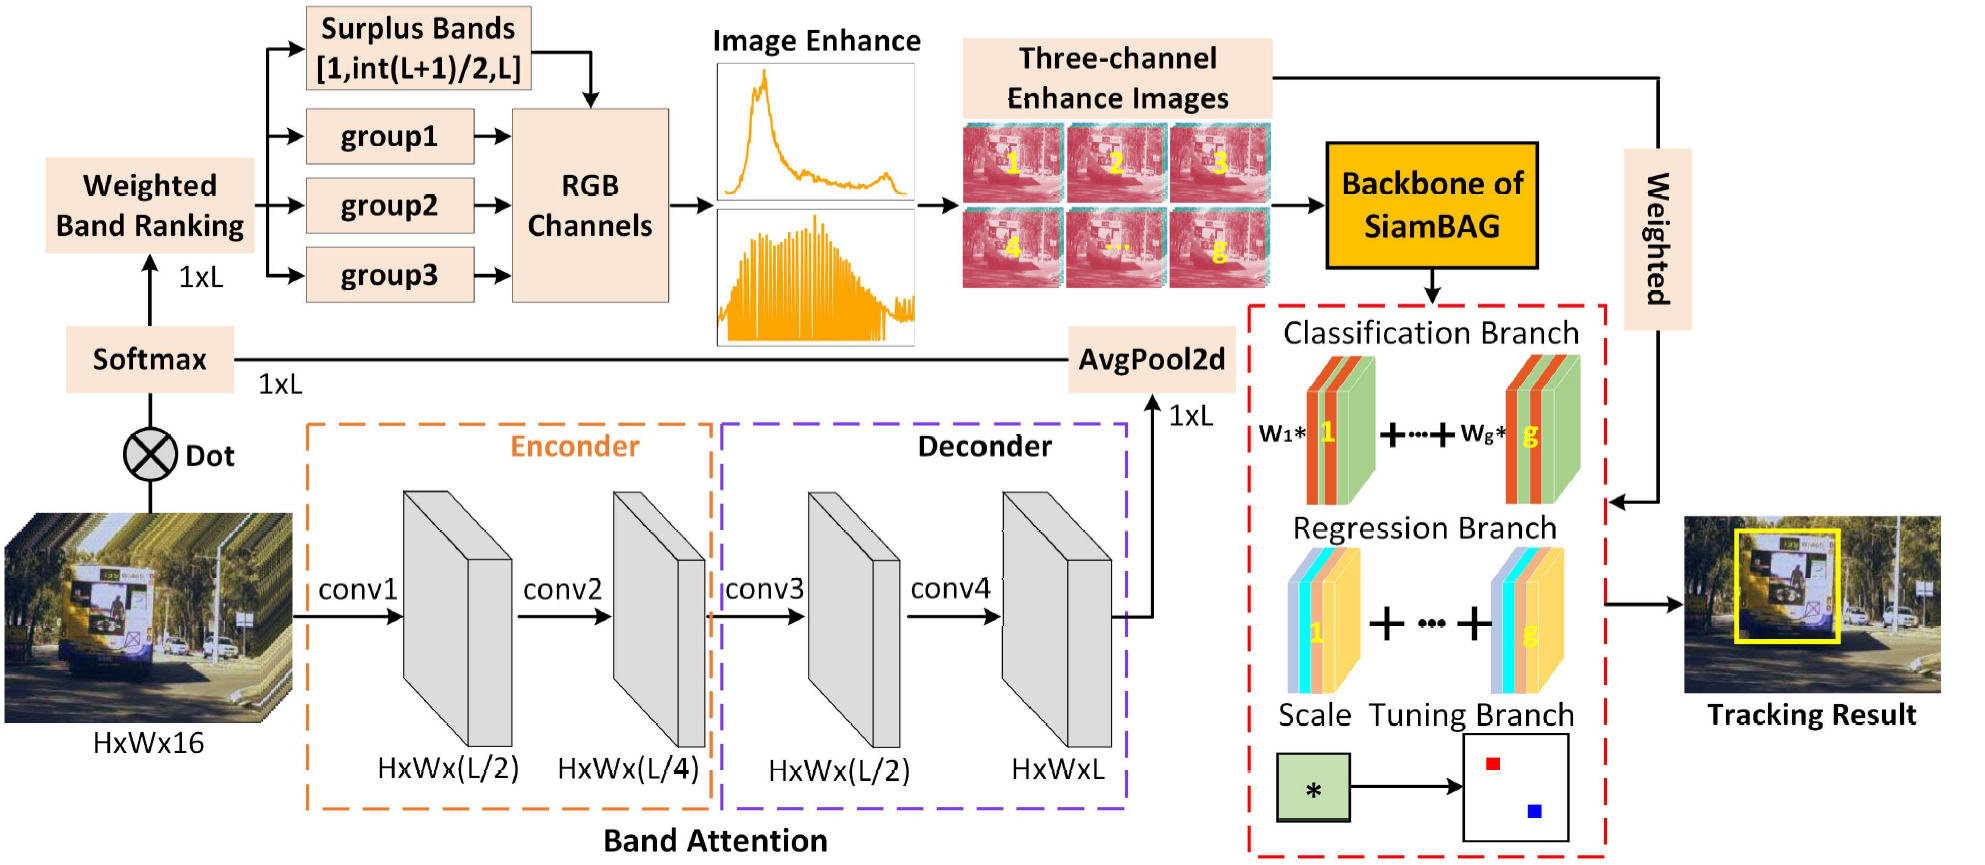 Surplus Bands
[1,int(L+1)/2,L]
group1
group2
group3
Weighted
Band Ranking
1xL
Softmax
1xL
Dot
HxWx16
RGB
Channels
Image Enhance
Three-channel
Enhance Images
1
2
3
4
...
g
Backbone of
SiamBAG
Weighted
AvgPool2d
1xL
Enconder
Deconder
conv1
conv2
conv3
conv4
HxWx(L/2)
HxWx(L/4)
HxWx(L/2)
HxWxL
Band Attention
Classification Branch
W1* 1 + ... + Wg* g
Regression Branch
1 + ... + g
Scale Tuning Branch
*
Tracking Result